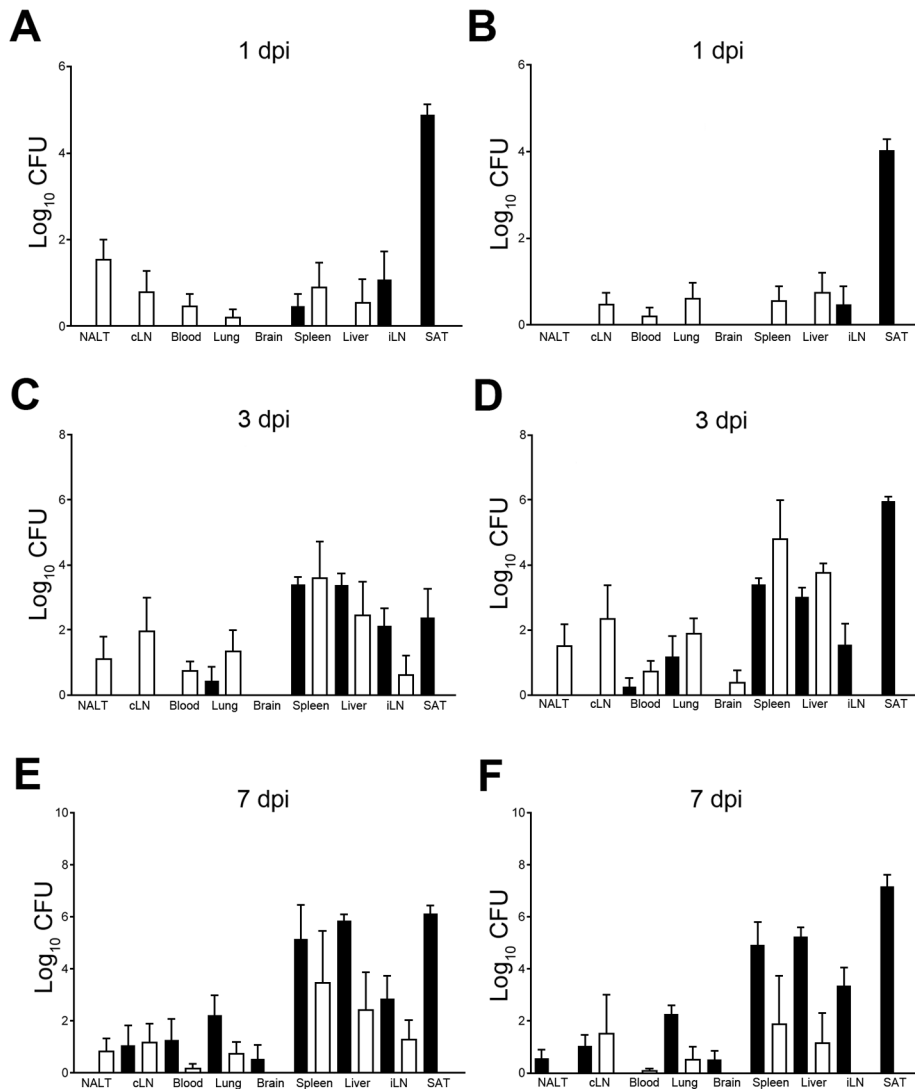 A
1 dpi
Log10 CFU
6
4
2
0
NALT cLN Blood Lung Brain Spleen Liver iLN SAT
B
1 dpi
Log10 CFU
6
4
2
0
NALT cLN Blood Lung Brain Spleen Liver iLN SAT
C
3 dpi
Log10 CFU
8
6
4
2
0
NALT cLN Blood Lung Brain Spleen Liver iLN SAT
D
3 dpi
Log10 CFU
8
6
4
2
0
NALT cLN Blood Lung Brain Spleen Liver iLN SAT
E
7 dpi
Log10 CFU
10
8
6
4
2
0
NALT cLN Blood Lung Brain Spleen Liver iLN SAT
F
7 dpi
Log10 CFU
10
8
6
4
2
0
NALT cLN Blood Lung Brain Spleen Liver iLN SAT